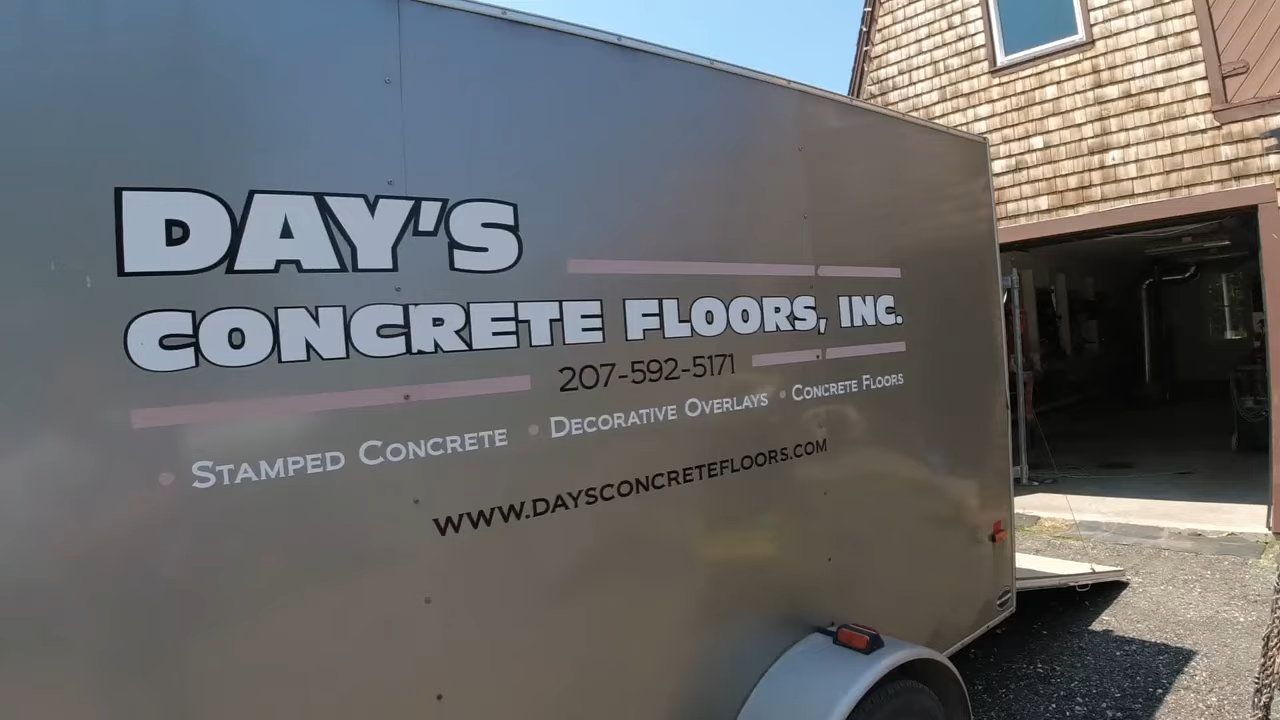 DAY'S
CONCRETE FLOORS, INC.
207-592-5171
• STAMPED CONCRETE • DECORATIVE OVERLAYS • CONCRETE FLOORS
WWW.DAYSCONCRETEFLOORS.COM